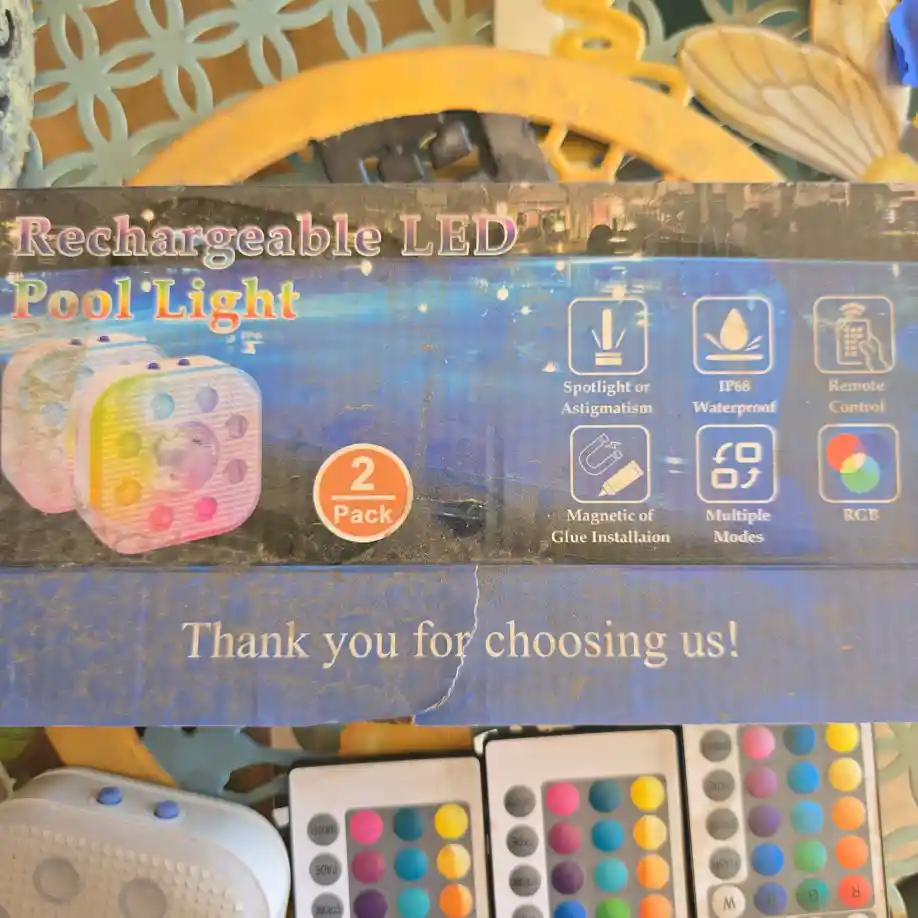 Rechargeable LED
Pool Light
Spotlight or
Astigmatism
IP68
Waterproof
Remote
Control
2
Pack
Magnetic of
Glue Installaion
Multiple
Modes
RGB
Thank you for choosing us!
FADE
W
G
R